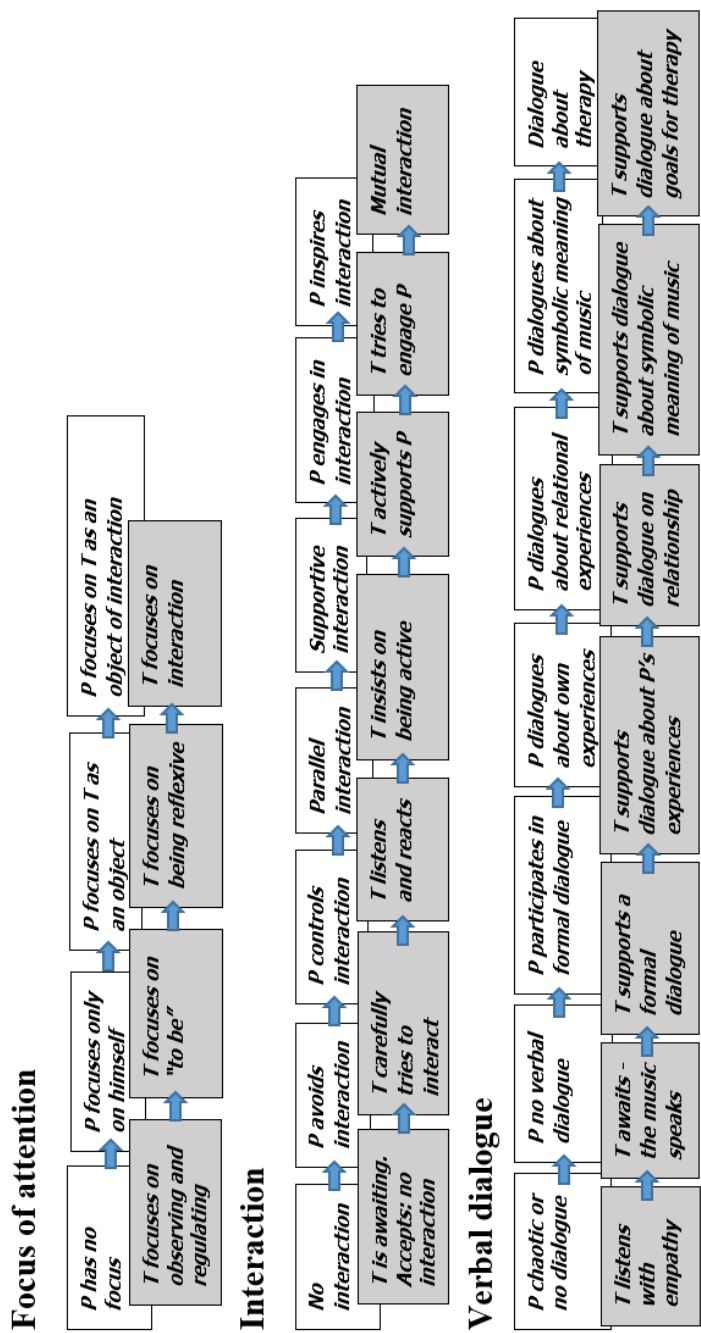 Focus of attention
P has no
focus
P focuses only
on himself
P focuses on T as
an object
P focuses on T as an
object of interaction
T focuses on
observing and
regulating
T focuses on
“to be”
T focuses on
being reflexive
T focuses on
interaction
Interaction
No
interaction
P avoids
interaction
P controls
interaction
Parallel
interaction
Supportive
interaction
P engages in
interaction
P inspires
interaction
T is awaiting.
Accepts: no
interaction
T carefully
tries to
interact
T listens
and reacts
T insists on
being active
T actively
supports P
T tries to
engage P
Mutual
interaction
Verbal dialogue
P chaotic or
no dialogue
P no verbal
dialogue
P participates in
formal dialogue
P dialogues
about own
experiences
P dialogues
about relational
experiences
P dialogues about
symbolic meaning
of music
Dialogue
about
therapy
T listens
with
empathy
T awaits -
the music
speaks
T supports a
formal
dialogue
T supports
dialogue about P's
experiences
T supports
dialogue on
relationship
T supports dialogue
about symbolic
meaning of music
T supports
dialogue about
goals for therapy